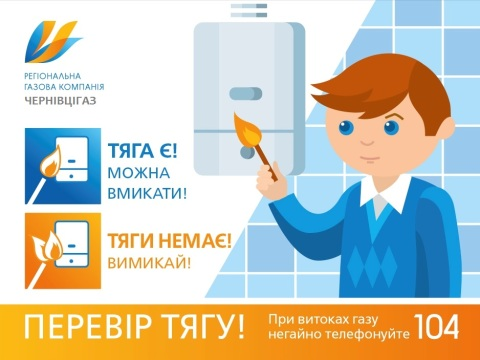 РЕГІОНАЛЬНА
ГАЗОВА КОМПАНІЯ
ЧЕРНІВЦІГАЗ
ТЯГА Є!
МОЖНА
ВМИКАТИ!
ТЯГИ НЕМАЄ!
ВИМИКАЙ!
ПЕРЕВІР ТЯГУ!
При витоках газу
негайно телефонуйте 104